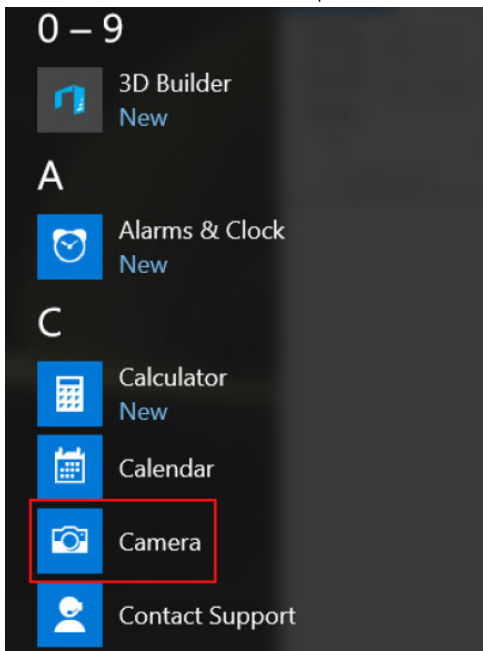 0 – 9
3D Builder
New
A
Alarms & Clock
New
C
Calculator
New
Calendar
Camera
Contact Support